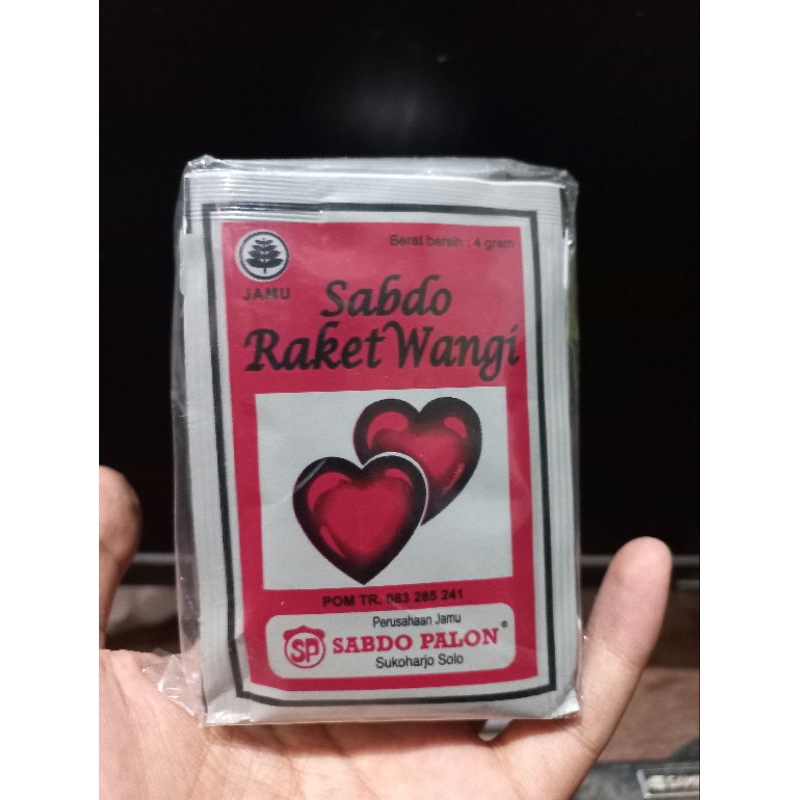 Berat bersih : 4 gram
JAMU
Sabdo
Raket Wangi
POM TR. 083 285 241
Perusahaan Jamu
SP
SABDO PALON®
Sukoharjo Solo